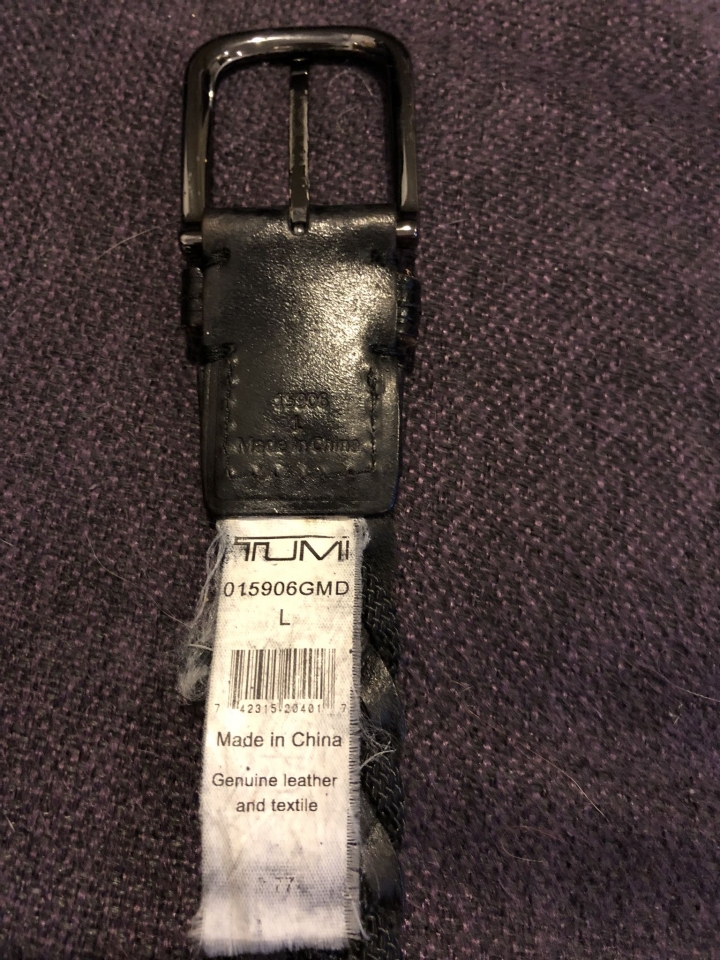 15906
L
Made in China
TUMI
015906GMD
L
7 42315 20401 7
Made in China
Genuine leather
and textile